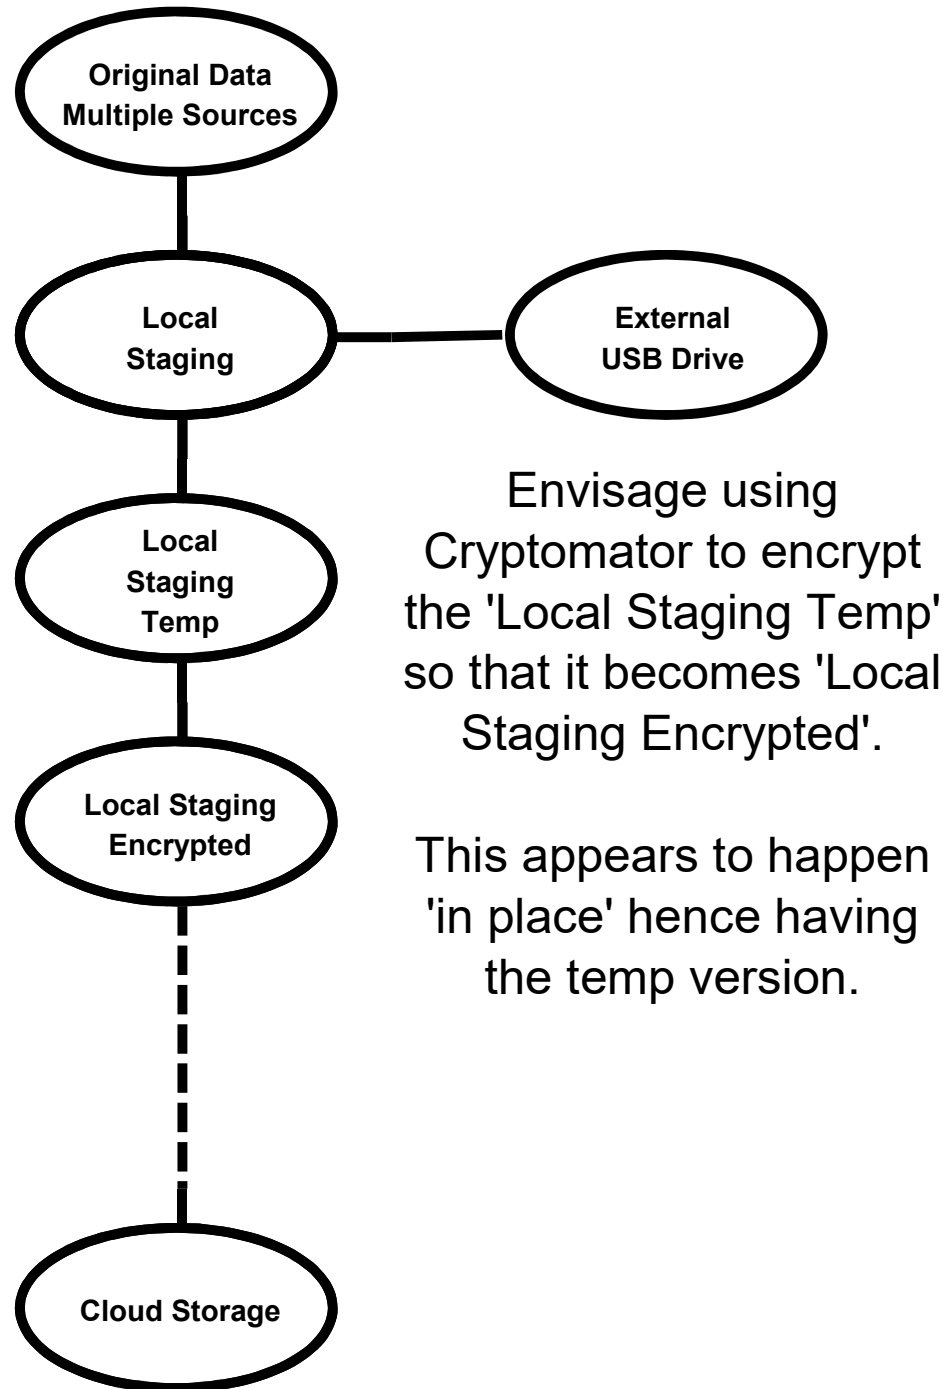 Original Data
Multiple Sources
Local
Staging
External
USB Drive
Local
Staging
Temp
Envisage using
Cryptomator to encrypt
the 'Local Staging Temp'
so that it becomes 'Local
Staging Encrypted'.
Local Staging
Encrypted
This appears to happen
'in place' hence having
the temp version.
Cloud Storage